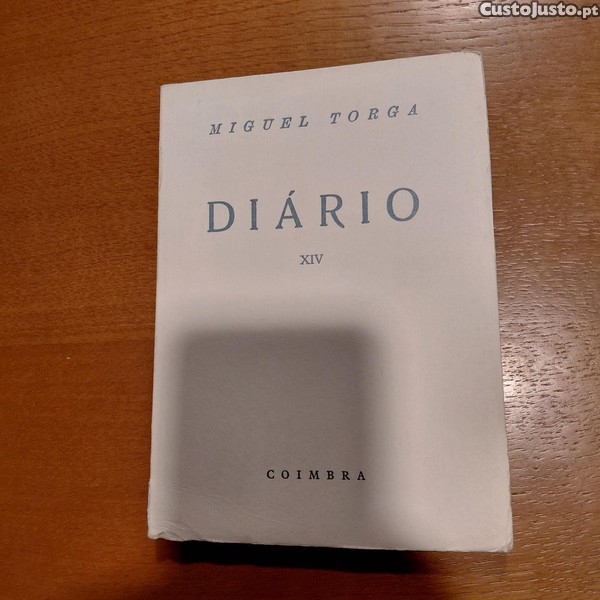 CustoJusto.pt
MIGUEL TORGA
DIÁRIO
XIV
COIMBRA